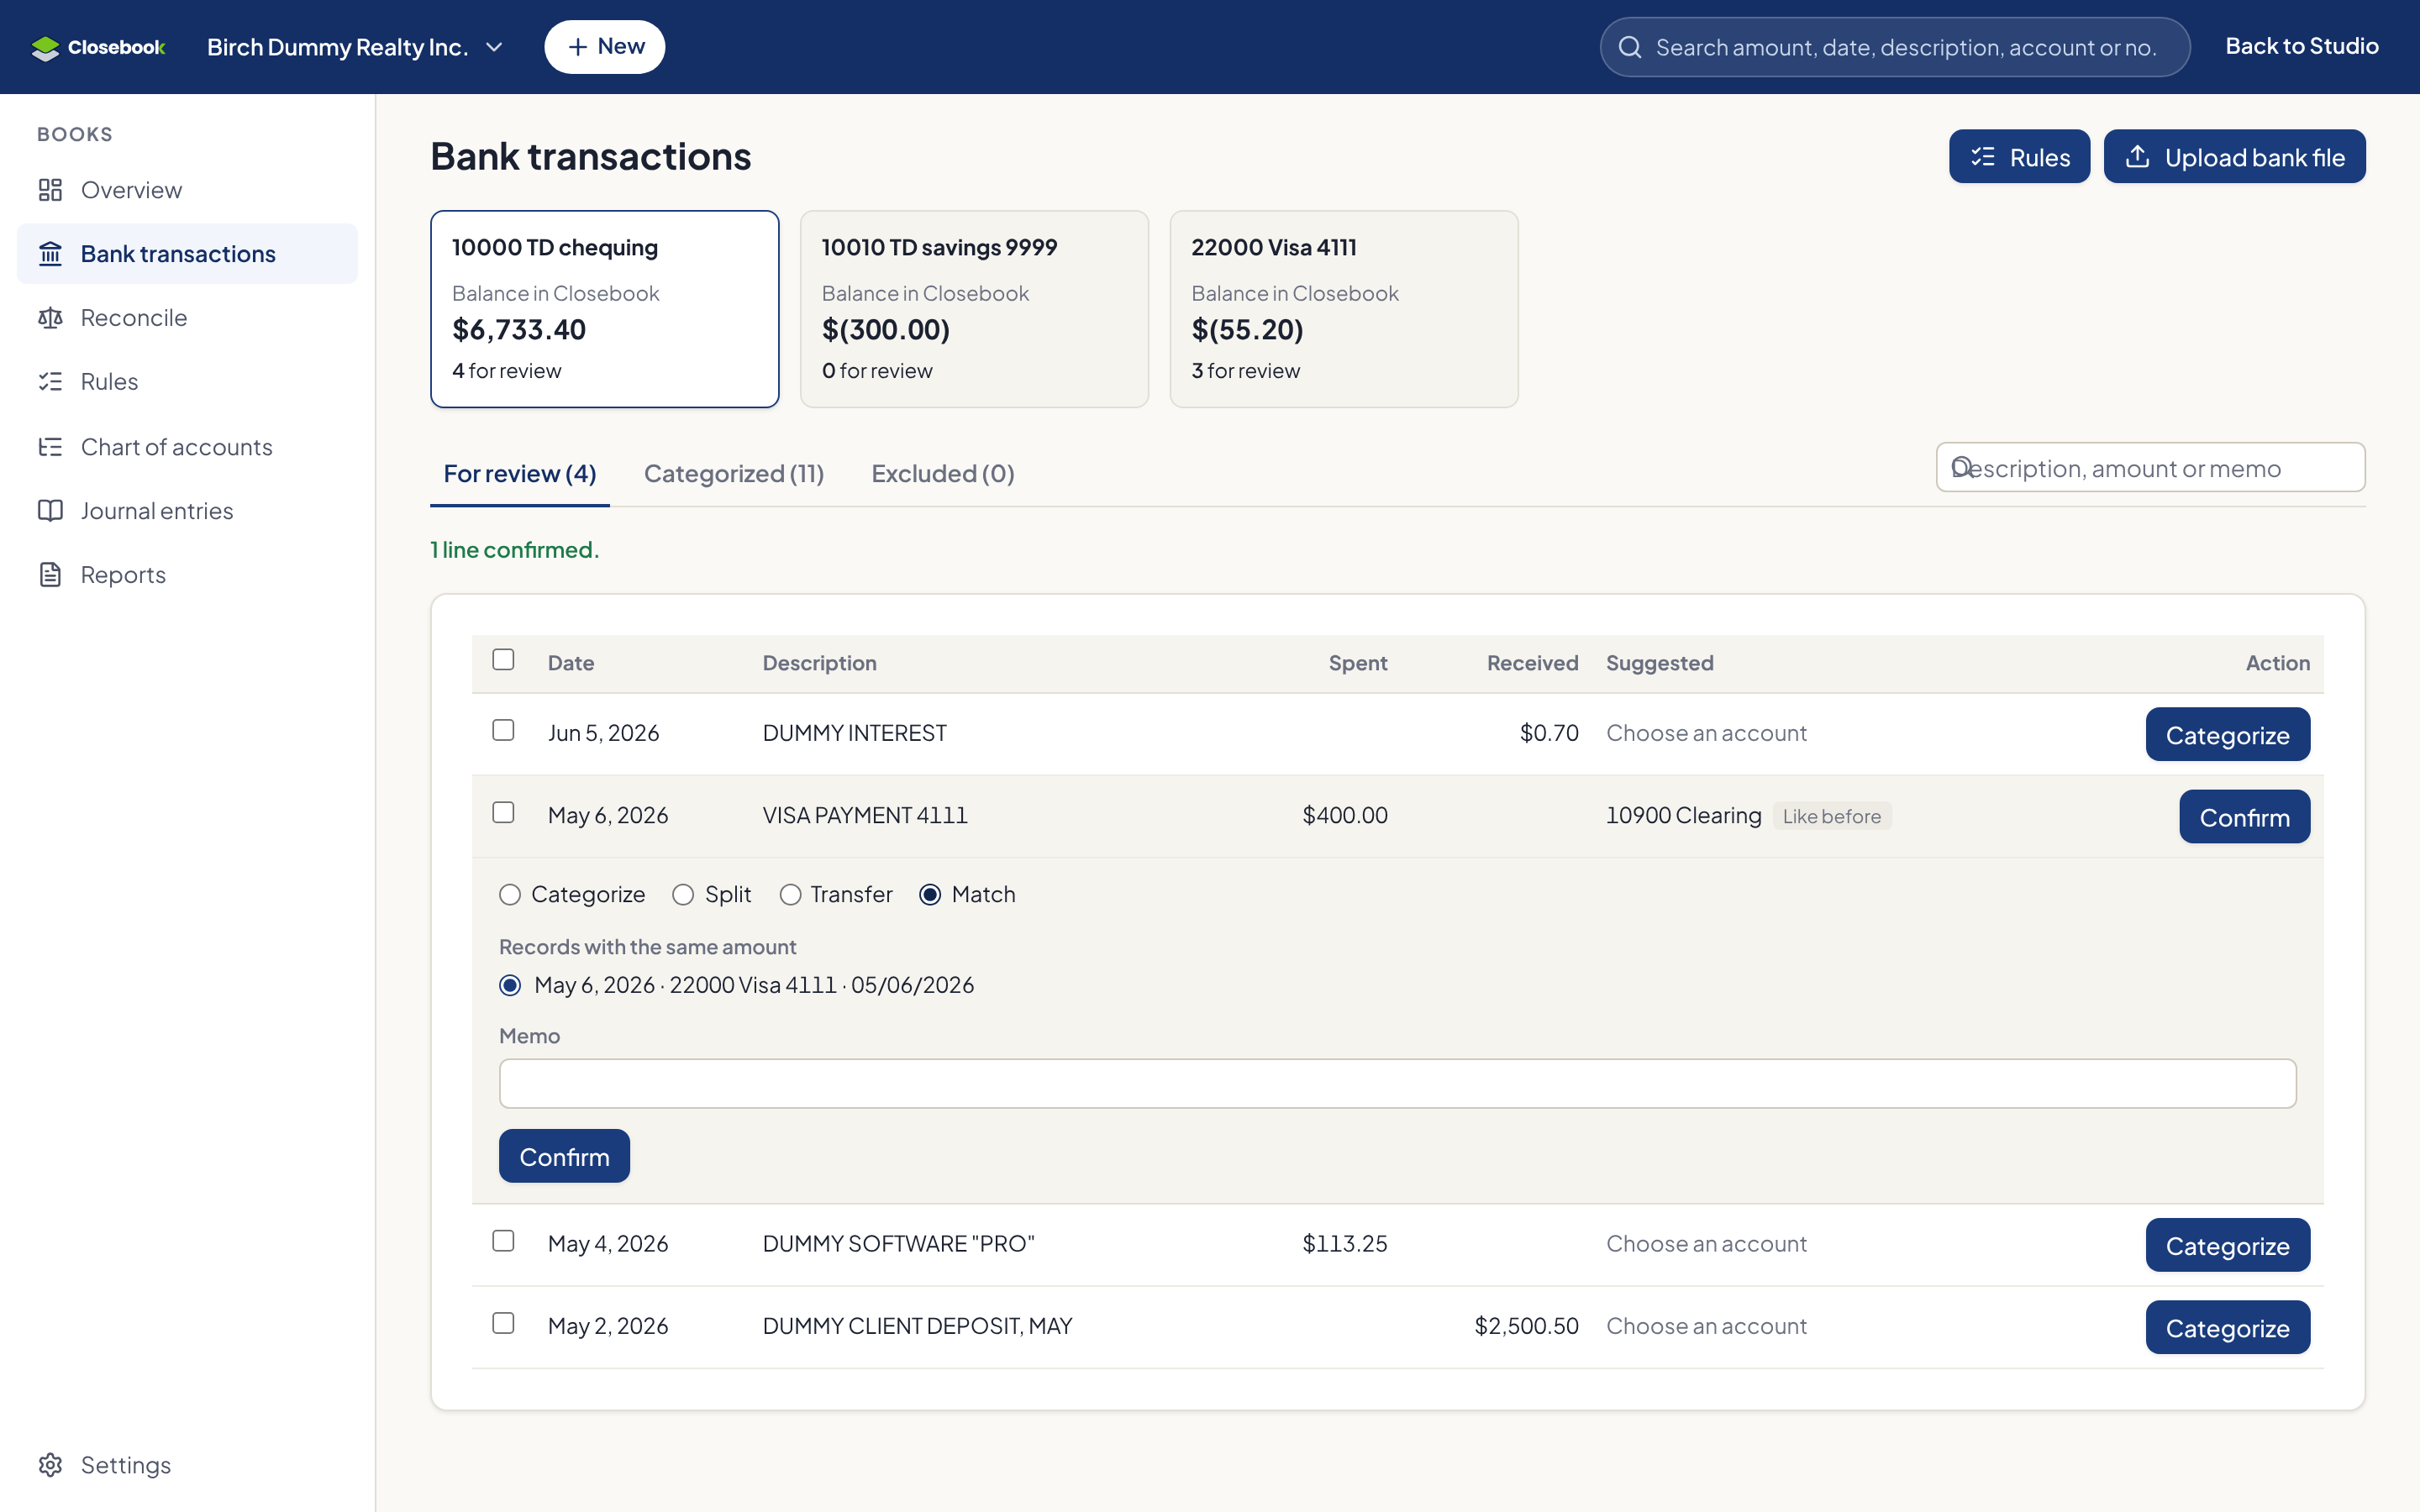 Closebook Birch Dummy Realty Inc. + New Search amount, date, description, account or no. Back to Studio
BOOKS
Overview
Bank transactions
Reconcile
Rules
Chart of accounts
Journal entries
Reports
Settings
Bank transactions Rules Upload bank file
10000 TD chequing
Balance in Closebook
$6,733.40
4 for review
10010 TD savings 9999
Balance in Closebook
$(300.00)
0 for review
22000 Visa 4111
Balance in Closebook
$(55.20)
3 for review
For review (4) Categorized (11) Excluded (0) Description, amount or memo
1 line confirmed.
Date Description Spent Received Suggested Action
Jun 5, 2026 DUMMY INTEREST $0.70 Choose an account Categorize
May 6, 2026 VISA PAYMENT 4111 $400.00 10900 Clearing Like before Confirm
Categorize Split Transfer Match
Records with the same amount
May 6, 2026 · 22000 Visa 4111 · 05/06/2026
Memo
Confirm
May 4, 2026 DUMMY SOFTWARE "PRO" $113.25 Choose an account Categorize
May 2, 2026 DUMMY CLIENT DEPOSIT, MAY $2,500.50 Choose an account Categorize